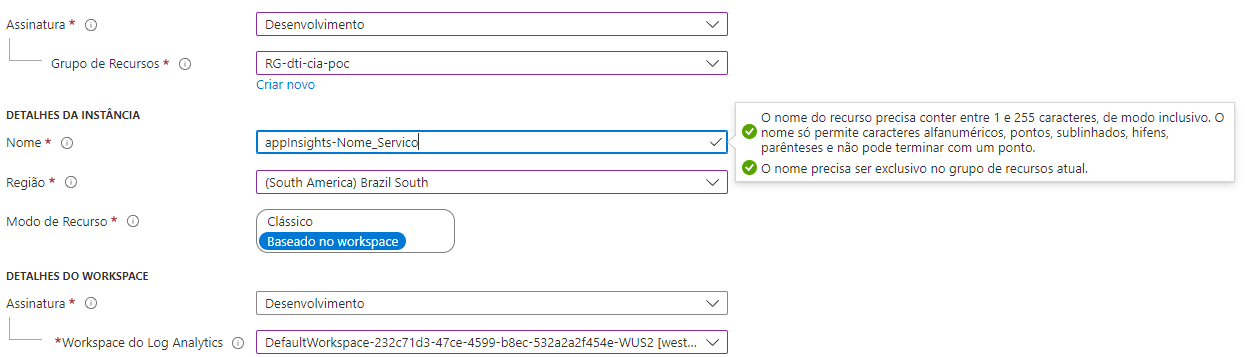 Assinatura *
Desenvolvimento
Grupo de Recursos *
RG-dti-cia-poc
Criar novo
DETALHES DA INSTÂNCIA
Nome *
appInsights-Nome_Servico
O nome do recurso precisa conter entre 1 e 255 caracteres, de modo inclusivo. O
nome só permite caracteres alfanuméricos, pontos, sublinhados, hifens,
parênteses e não pode terminar com um ponto.
O nome precisa ser exclusivo no grupo de recursos atual.
Região *
(South America) Brazil South
Modo de Recurso *
Clássico
Baseado no workspace
DETALHES DO WORKSPACE
Assinatura *
Desenvolvimento
*Workspace do Log Analytics
DefaultWorkspace-232c71d3-47ce-4599-b8ec-532a2a2f454e-WUS2 [west...